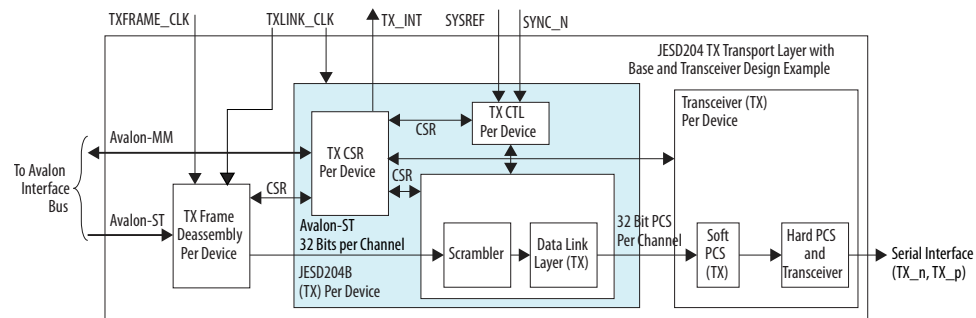 TXFRAME_CLK
TXLINK_CLK
TX_INT
SYSREF
SYNC_N
JESD204 TX Transport Layer with
Base and Transceiver Design Example
Transceiver (TX)
Per Device
TX CTL
Per Device
CSR
TX CSR
Per Device
Avalon-MM
To Avalon
Interface
Bus
CSR
CSR
Avalon-ST
TX Frame
Deassembly
Per Device
Avalon-ST
32 Bits per Channel
32 Bit PCS
Per Channel
Scrambler
Data Link
Layer (TX)
Soft
PCS
(TX)
Hard PCS
and
Transceiver
Serial Interface
(TX_n, TX_p)
JESD204B
(TX) Per Device